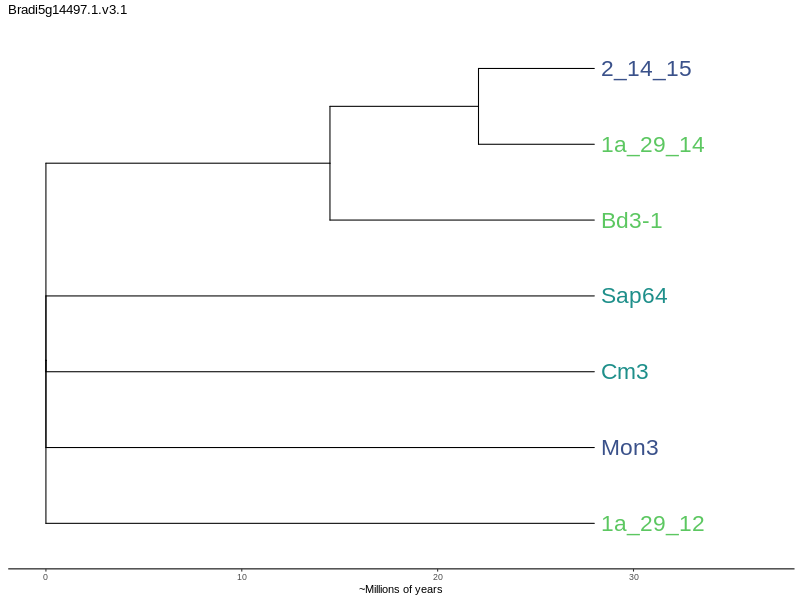 Bradi5g14497.1.v3.1
2_14_15
1a_29_14
Bd3-1
Sap64
Cm3
Mon3
1a_29_12
0 10 20 30
~Millions of years